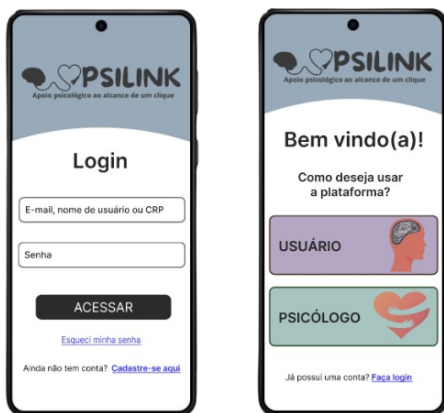 PSILINK
Apoio psicológico ao alcance de um clique
Login
E-mail, nome de usuário ou CRP
Senha
ACESSAR
Esqueci minha senha
Ainda não tem conta? Cadastre-se aqui
PSILINK
Apoio psicológico ao alcance de um clique
Bem vindo(a)!
Como deseja usar
a plataforma?
USUÁRIO
PSICÓLOGO
Já possui uma conta? Faça login